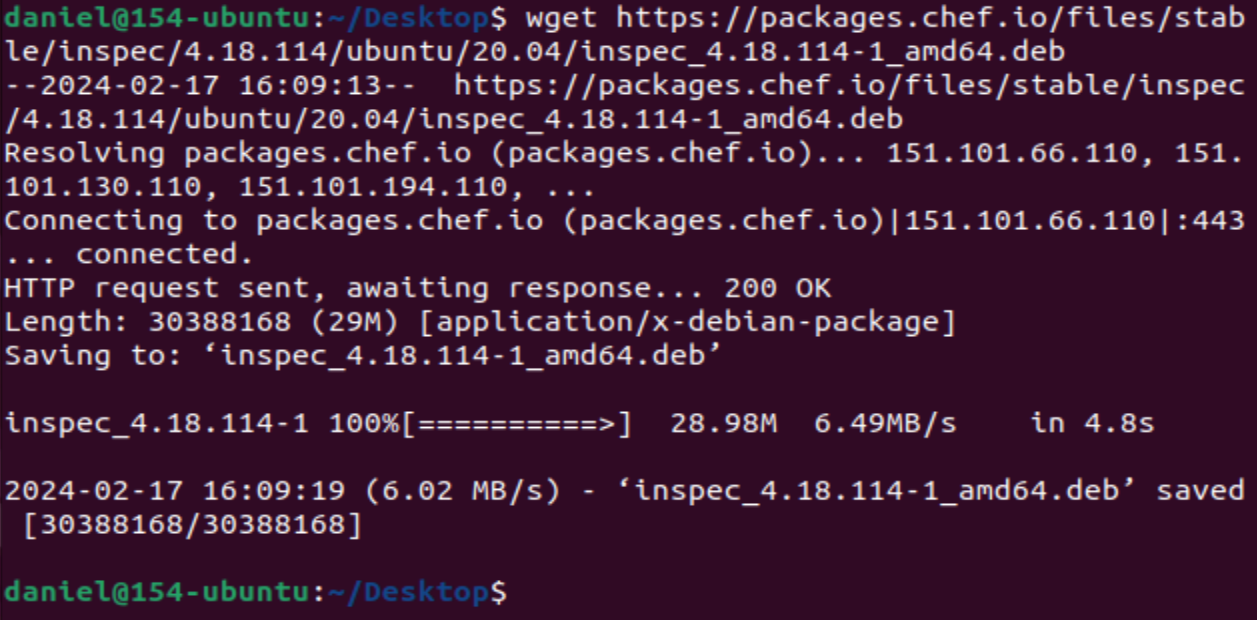 daniel@154-ubuntu:~/Desktop$ wget https://packages.chef.io/files/stab
le/inspec/4.18.114/ubuntu/20.04/inspec_4.18.114-1_amd64.deb
--2024-02-17 16:09:13--  https://packages.chef.io/files/stable/inspec
/4.18.114/ubuntu/20.04/inspec_4.18.114-1_amd64.deb
Resolving packages.chef.io (packages.chef.io)... 151.101.66.110, 151.
101.130.110, 151.101.194.110, ...
Connecting to packages.chef.io (packages.chef.io)|151.101.66.110|:443
... connected.
HTTP request sent, awaiting response... 200 OK
Length: 30388168 (29M) [application/x-debian-package]
Saving to: ‘inspec_4.18.114-1_amd64.deb’
inspec_4.18.114-1 100%[==========>]  28.98M  6.49MB/s    in 4.8s
2024-02-17 16:09:19 (6.02 MB/s) - ‘inspec_4.18.114-1_amd64.deb’ saved
 [30388168/30388168]
daniel@154-ubuntu:~/Desktop$